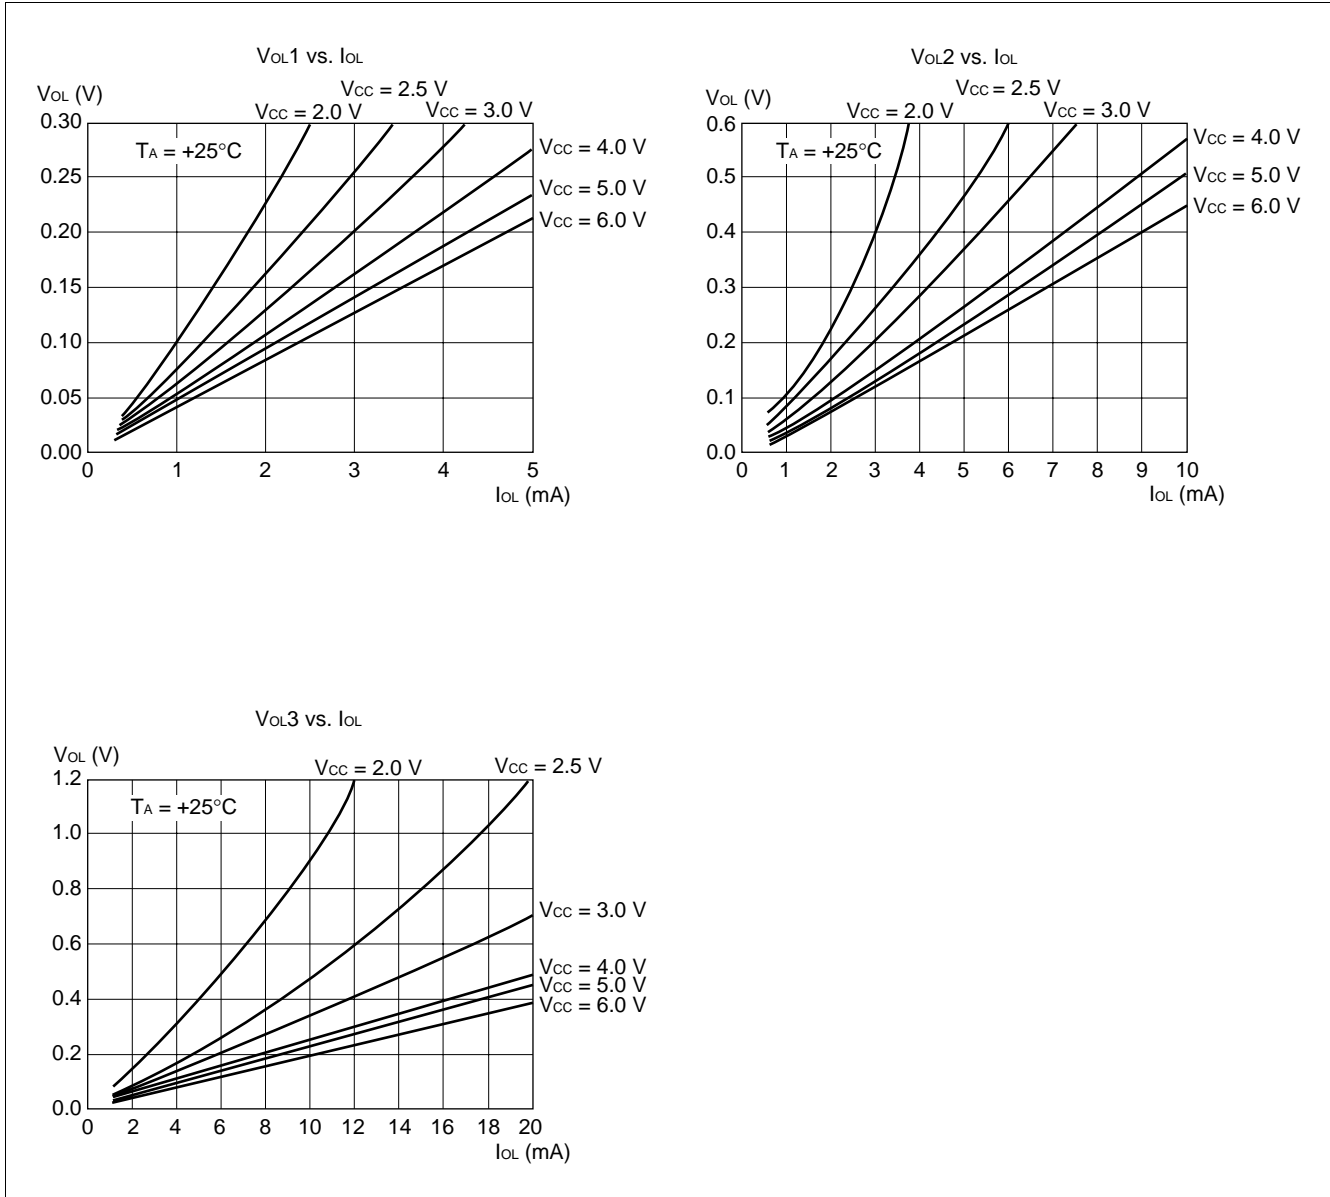 VOL1 vs. IOL
VOL (V)
VCC = 2.0 V
VCC = 2.5 V
VCC = 3.0 V
TA = +25°C
VCC = 4.0 V
VCC = 5.0 V
VCC = 6.0 V
0.30
0.25
0.20
0.15
0.10
0.05
0.00
0 1 2 3 4 5
IOL (mA)
VOL2 vs. IOL
VOL (V)
VCC = 2.0 V
VCC = 2.5 V
VCC = 3.0 V
TA = +25°C
VCC = 4.0 V
VCC = 5.0 V
VCC = 6.0 V
0.6
0.5
0.4
0.3
0.2
0.1
0.0
0 1 2 3 4 5 6 7 8 9 10
IOL (mA)
VOL3 vs. IOL
VOL (V)
VCC = 2.0 V
VCC = 2.5 V
TA = +25°C
VCC = 3.0 V
VCC = 4.0 V
VCC = 5.0 V
VCC = 6.0 V
1.2
1.0
0.8
0.6
0.4
0.2
0.0
0 2 4 6 8 10 12 14 16 18 20
IOL (mA)